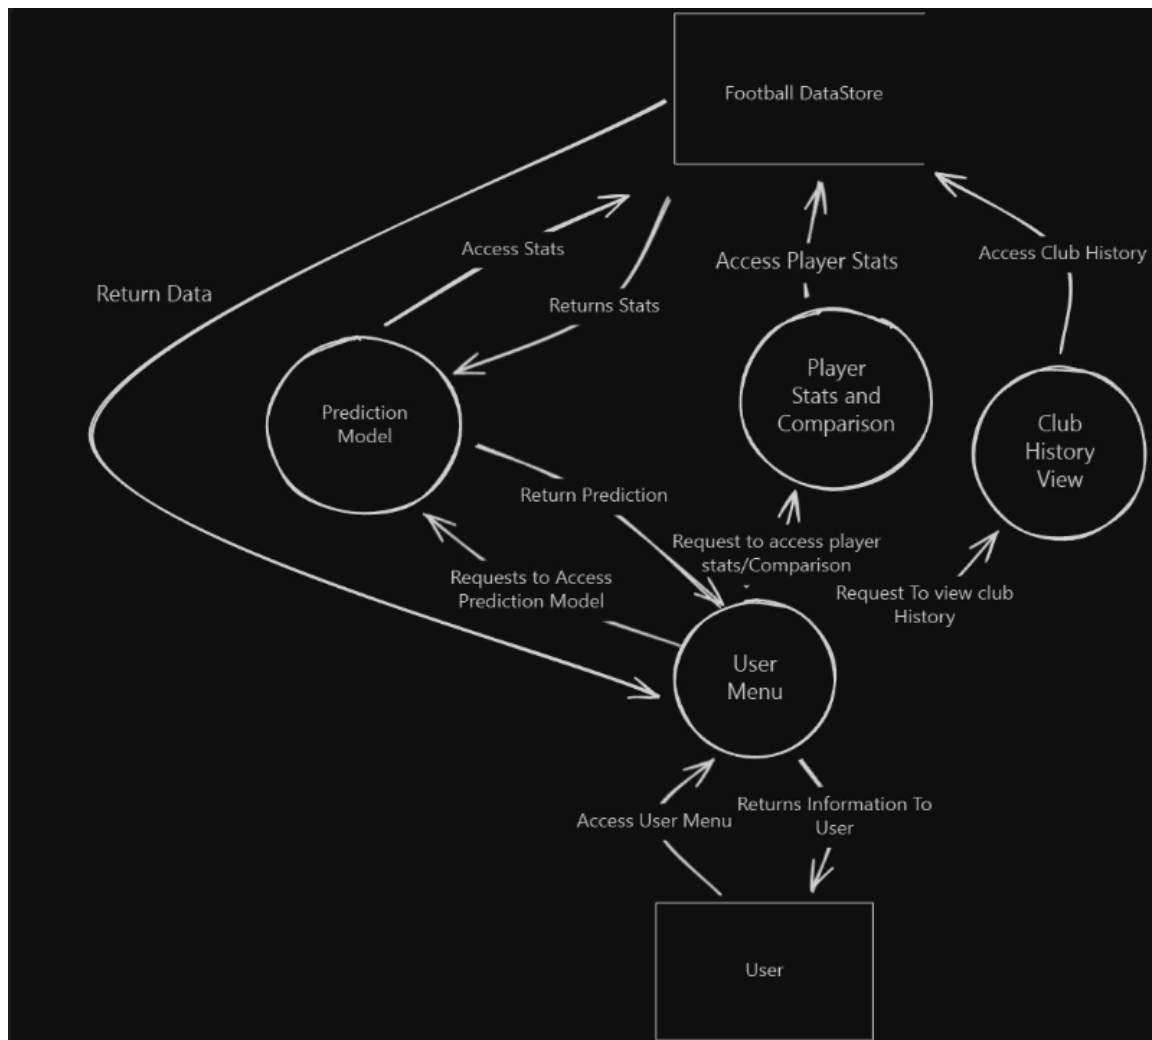 Football DataStore
Access Stats
Access Player Stats
Access Club History
Return Data
Returns Stats
Prediction
Model
Player
Stats and
Comparison
Club
History
View
Return Prediction
Request to access player
stats/Comparison
Requests to Access
Prediction Model
Request To view club
History
User
Menu
Access User Menu
Returns Information To
User
User